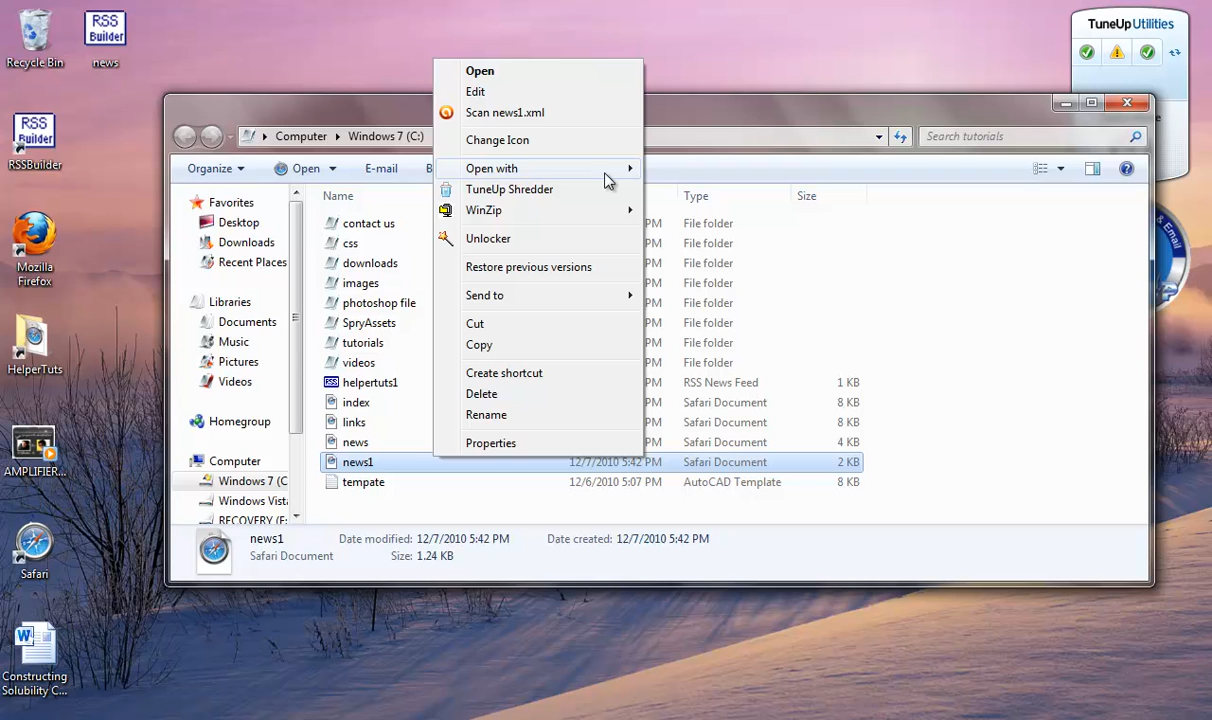 TuneUp Utilities
RSS
Builder
Recycle Bin
news
RSS
Builder
RSSBuilder
Mozilla
Firefox
HelperTuts
AMPLIFIER...
Safari
Constructing
Solubility C...
Computer
Windows 7 (C:)
Search tutorials
Organize
Open
E-mail
B
Favorites
Desktop
Downloads
Recent Places
Libraries
Documents
Music
Pictures
Videos
Homegroup
Computer
Windows 7 (C
Windows Vist
RECOVERY (F:
Name
Type
Size
contact us
PM
File folder
css
PM
File folder
downloads
PM
File folder
images
PM
File folder
photoshop file
PM
File folder
SpryAssets
PM
File folder
tutorials
PM
File folder
videos
PM
File folder
RSS
helpertuts1
PM
RSS News Feed
1 KB
index
PM
Safari Document
8 KB
links
PM
Safari Document
8 KB
news
PM
Safari Document
4 KB
news1
12/7/2010 5:42 PM
Safari Document
2 KB
tempate
12/6/2010 5:07 PM
AutoCAD Template
8 KB
Open
Edit
Scan news1.xml
Change Icon
Open with
TuneUp Shredder
WinZip
Unlocker
Restore previous versions
Send to
Cut
Copy
Create shortcut
Delete
Rename
Properties
news1
Date modified: 12/7/2010 5:42 PM
Date created: 12/7/2010 5:42 PM
Safari Document
Size: 1.24 KB